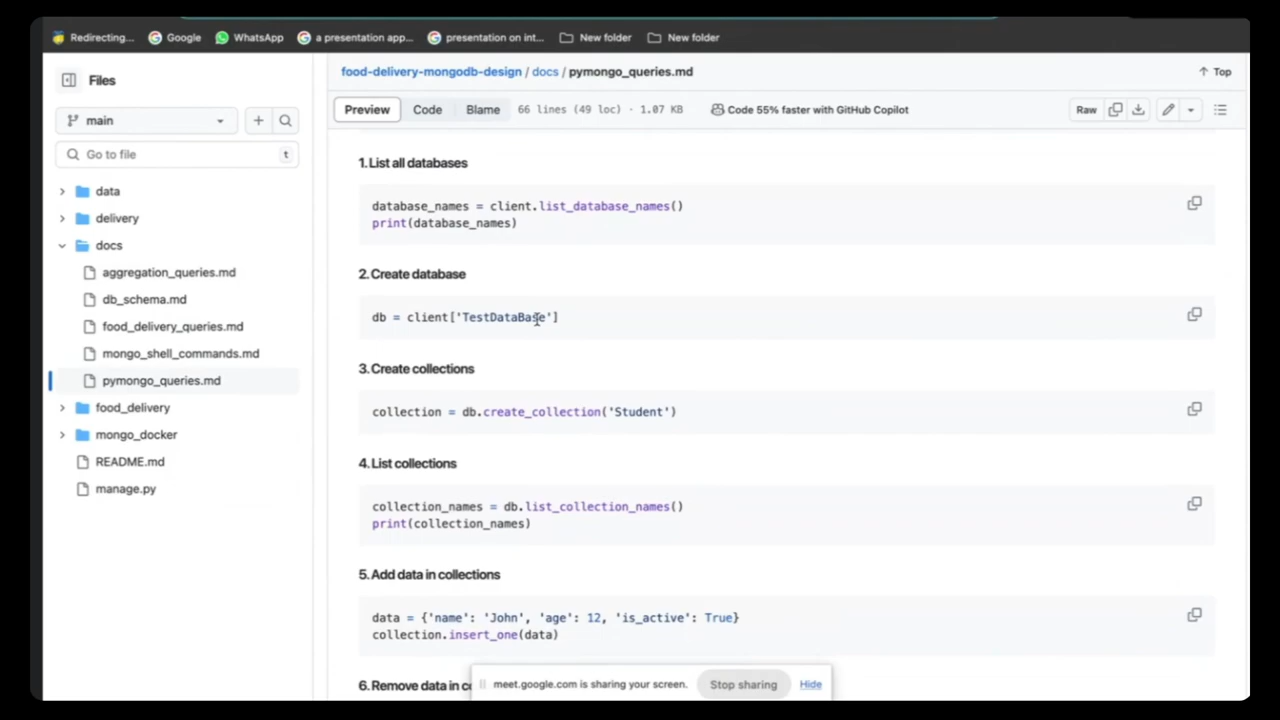 Redirecting... Google WhatsApp a presentation app... presentation on int... New folder New folder
Files
main
Go to file t
data
delivery
docs
aggregation_queries.md
db_schema.md
food_delivery_queries.md
mongo_shell_commands.md
pymongo_queries.md
food_delivery
mongo_docker
README.md
manage.py
food-delivery-mongodb-design / docs / pymongo_queries.md Top
Preview Code Blame 66 lines (49 loc) · 1.07 KB Code 55% faster with GitHub Copilot Raw
1. List all databases
database_names = client.list_database_names()
print(database_names)
2. Create database
db = client['TestDataBase']
3. Create collections
collection = db.create_collection('Student')
4. List collections
collection_names = db.list_collection_names()
print(collection_names)
5. Add data in collections
data = {'name': 'John', 'age': 12, 'is_active': True}
collection.insert_one(data)
6. Remove data in c
meet.google.com is sharing your screen. Stop sharing Hide